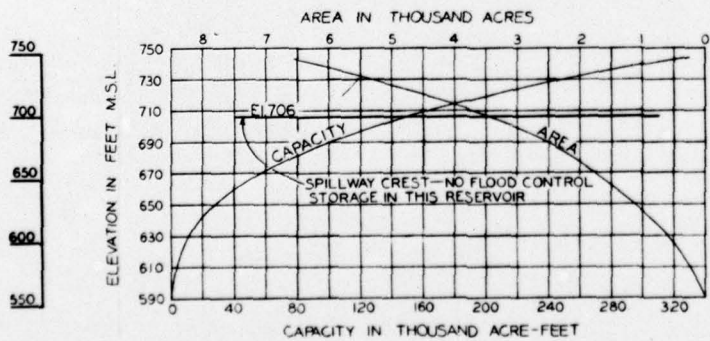 AREA IN THOUSAND ACRES
8 7 6 5 4 3 2 1 0
750
700
650
600
550
ELEVATION IN FEET M.S.L.
750
730
710
690
670
650
630
610
590
El.706
CAPACITY
AREA
SPILLWAY CREST—NO FLOOD CONTROL
STORAGE IN THIS RESERVOIR
0 40 80 120 160 200 240 280 320
CAPACITY IN THOUSAND ACRE-FEET